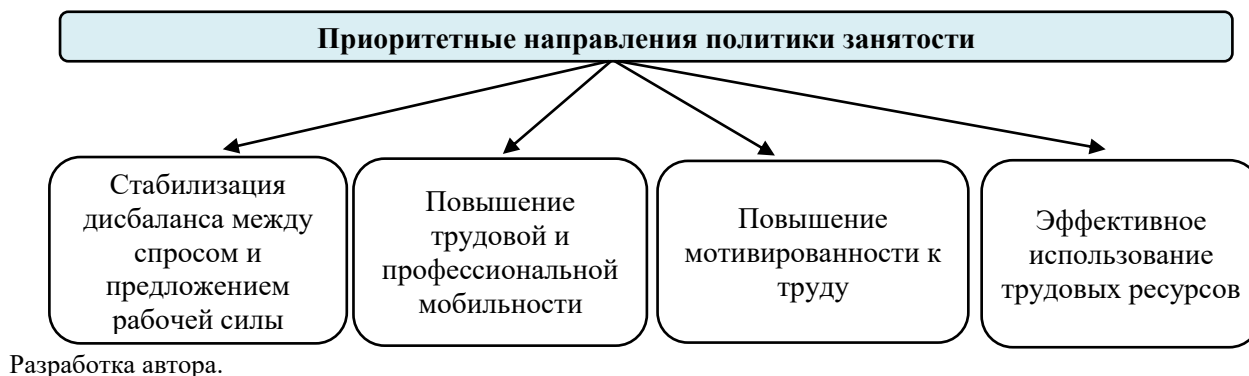 Приоритетные направления политики занятости
Стабилизация
дисбаланса между
спросом и
предложением
рабочей силы
Повышение
трудовой и
профессиональной
мобильности
Повышение
мотивированности к
труду
Эффективное
использование
трудовых ресурсов
Разработка автора.